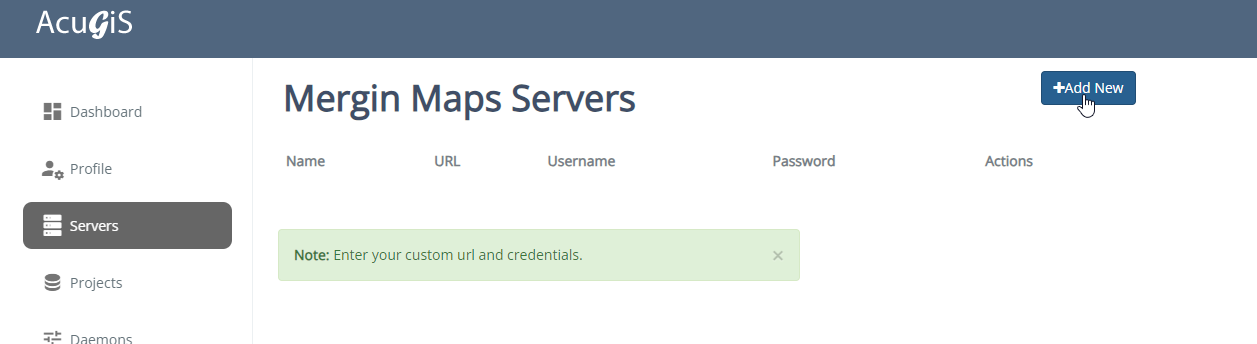 AcuGiS
Dashboard
Profile
Servers
Projects
Daemons
Mergin Maps Servers
+Add New
Name URL Username Password Actions
Note: Enter your custom url and credentials. ×